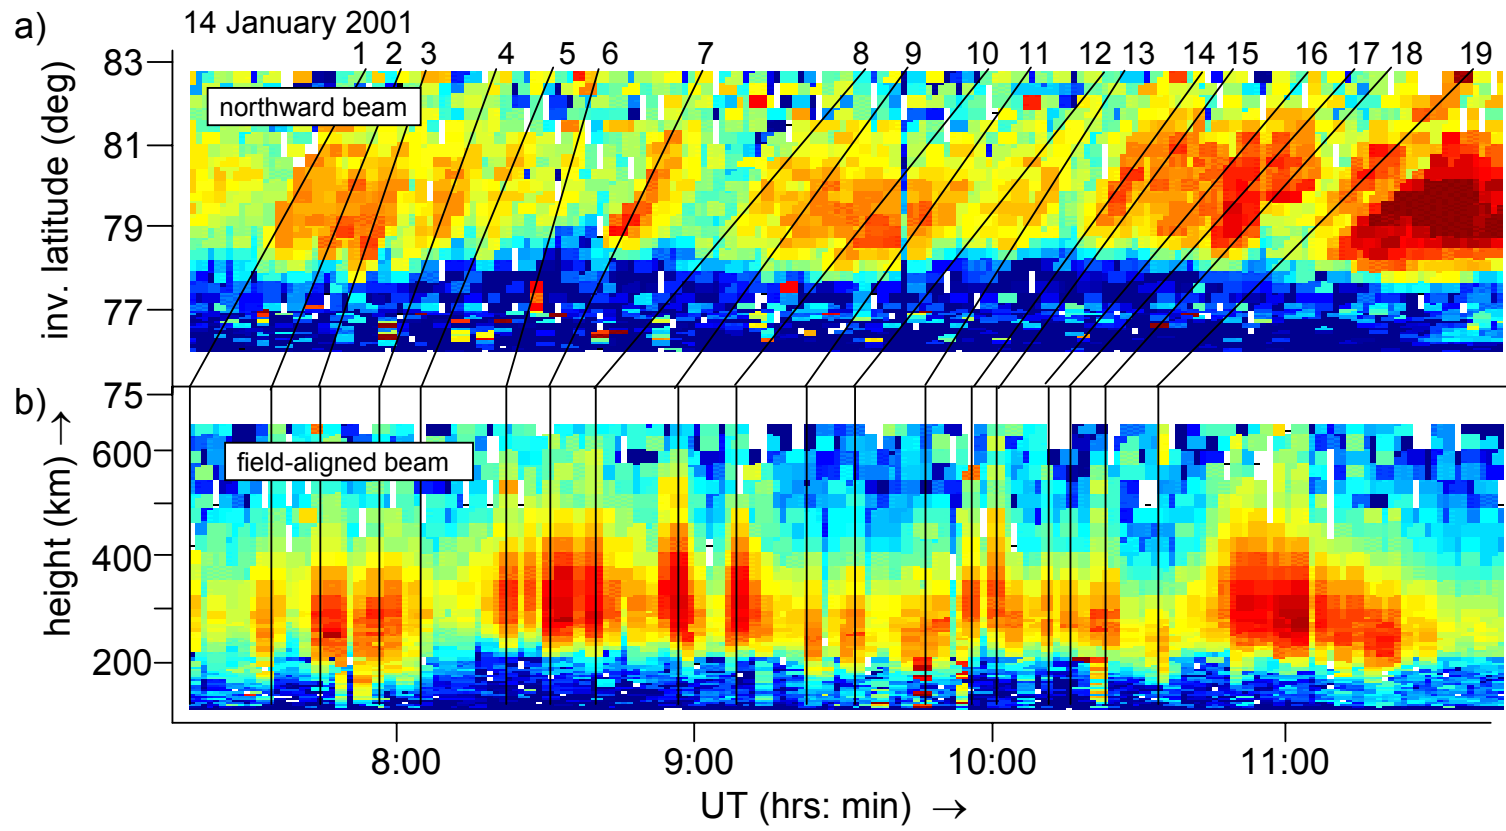 a)
14 January 2001
1 2 3 4 5 6 7 8 9 10 11 12 13 14 15 16 17 18 19
northward beam
inv. latitude (deg)
83
81
79
77
75
b)
field-aligned beam
height (km) →
600
400
200
8:00 9:00 10:00 11:00
UT (hrs: min) →